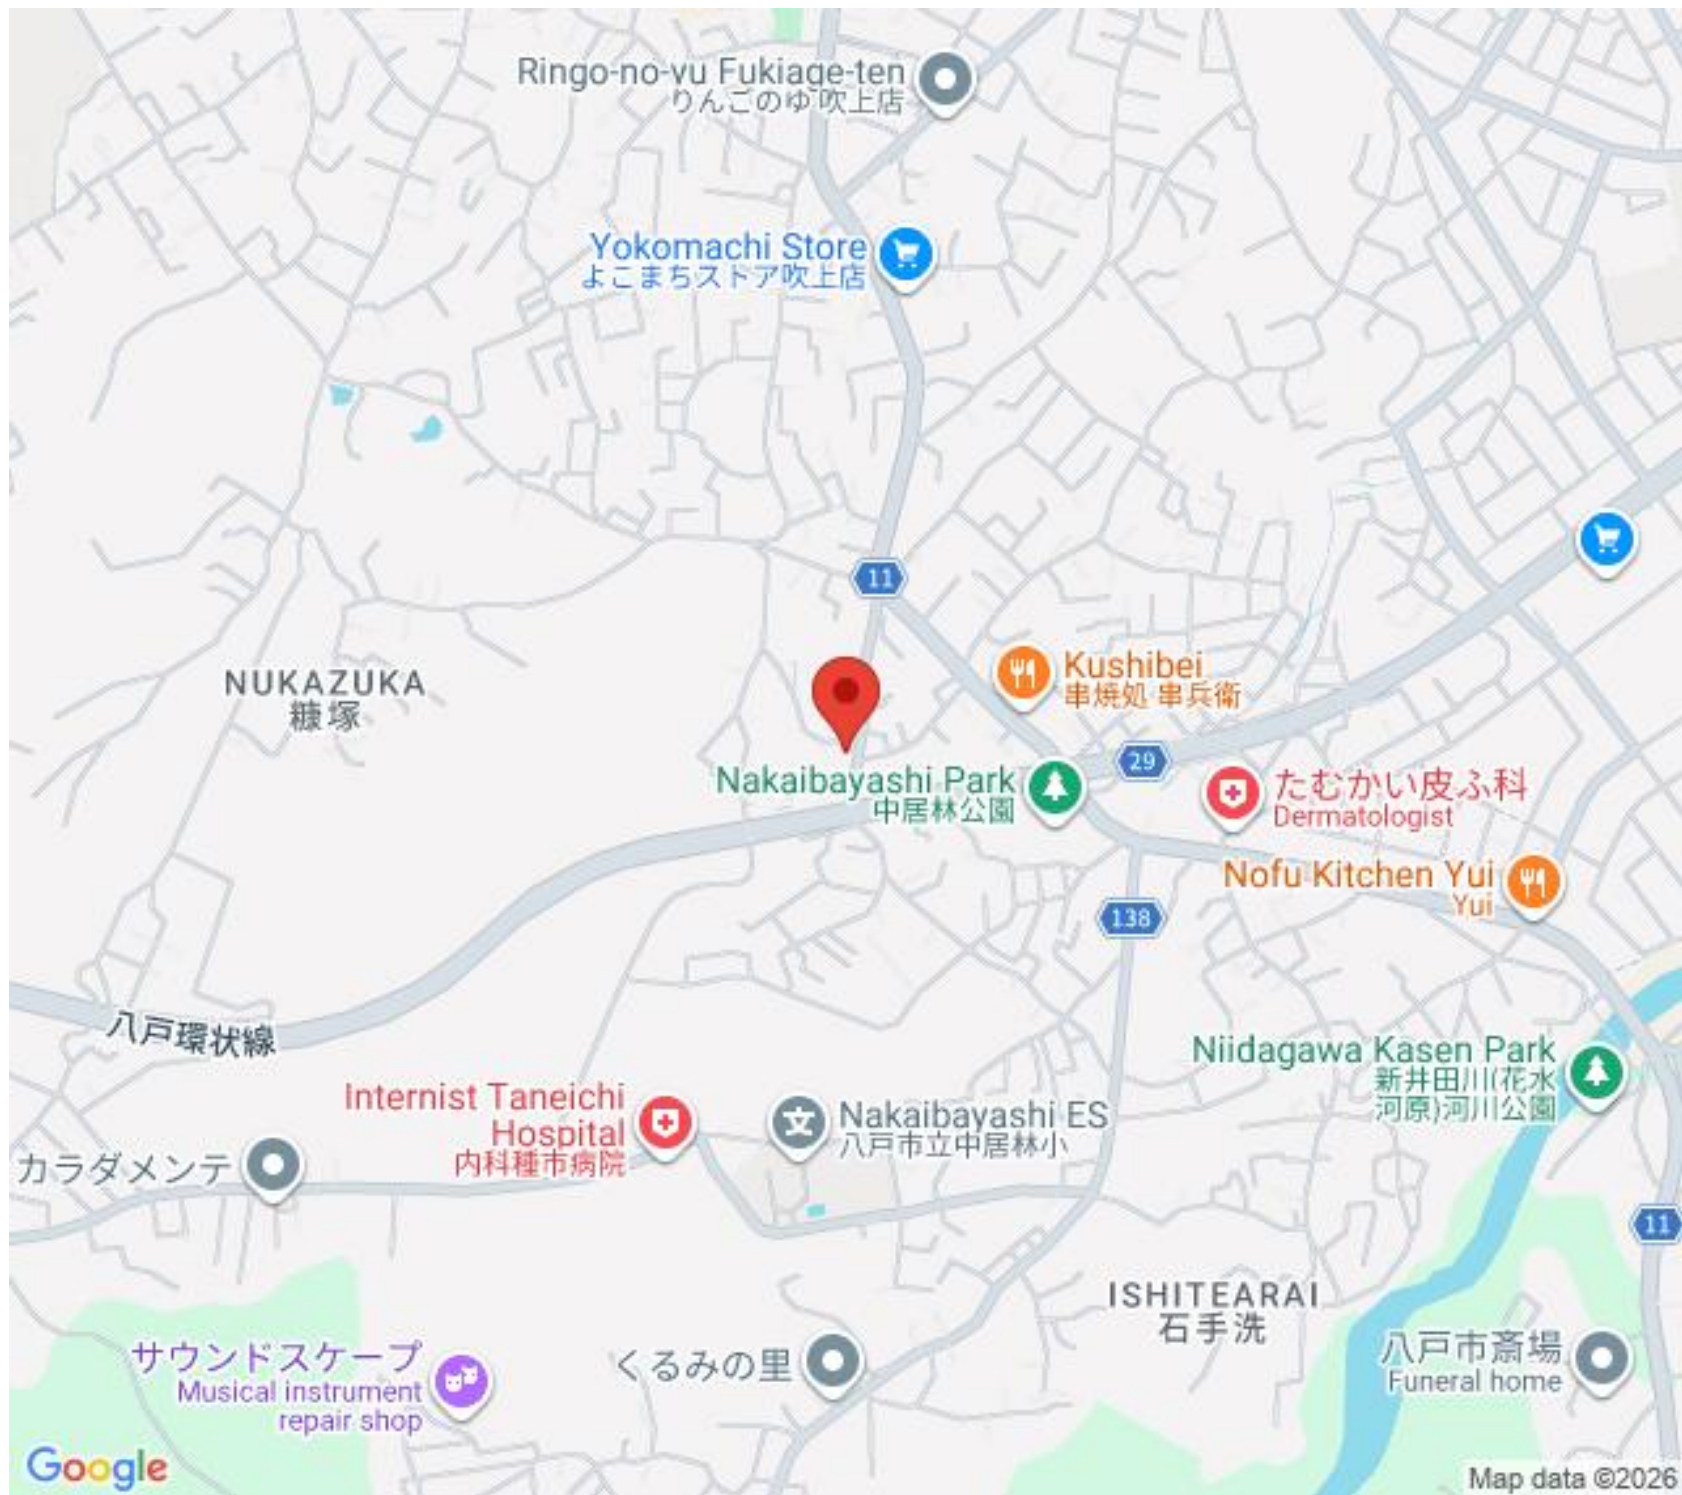 Ringo-no-yu Fukiage-ten
りんごのゆ 吹上店
Yokomachi Store
よこまちストア吹上店
11
NUKAZUKA
糠塚
Kushibei
串焼処 串兵衛
Nakaibayashi Park
中居林公園
29
たむかい皮ふ科
Dermatologist
Nofu Kitchen Yui
Yui
138
八戸環状線
Niidagawa Kasen Park
新井田川(花水
河原)河川公園
Internist Taneichi
Hospital
内科種市病院
Nakaibayashi ES
八戸市立中居林小
カラダメンテ
11
ISHITEARAI
石手洗
サウンドスケープ
Musical instrument
repair shop
くるみの里
八戸市斎場
Funeral home
Google
Map data ©2026